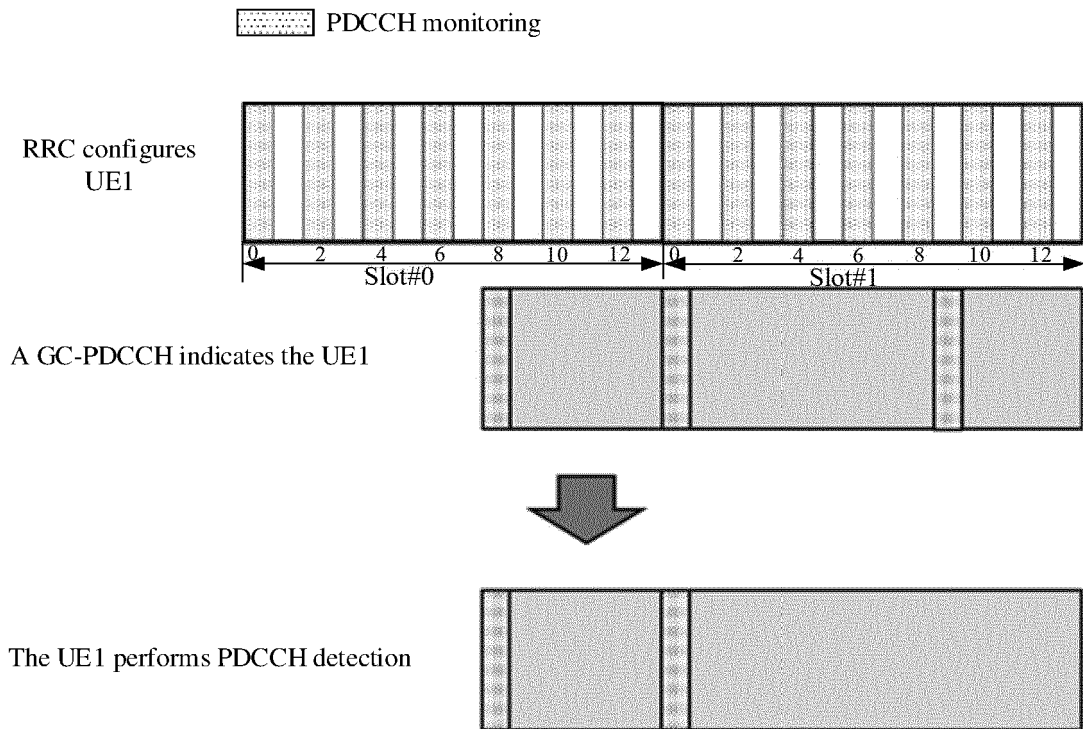 PDCCH monitoring
RRC configures
UE1
0 2 4 6 8 10 12 0 2 4 6 8 10 12
Slot#0 Slot#1
A GC-PDCCH indicates the UE1
The UE1 performs PDCCH detection